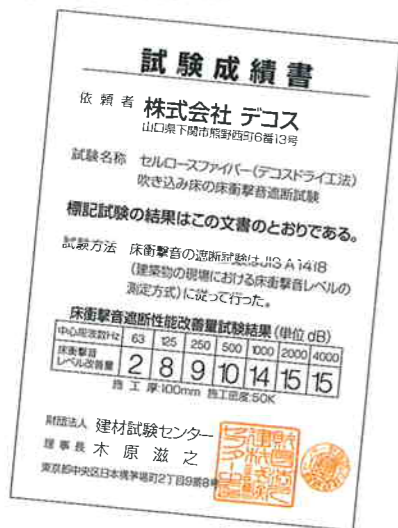 試験成績書
依頼者 株式会社 デコス
山口県下関市熊野西町6番13号
試験名称 セルロースファイバー(デコスドライ工法)
吹き込み床の床衝撃音遮断試験
標記試験の結果はこの文書のとおりである。
試験方法 床衝撃音の遮断試験はJIS A 1418
(建築物の現場における床衝撃音レベルの
測定方式)に従って行った。
床衝撃音遮断性能改善量試験結果(単位 dB)
中心周波数Hz 63 125 250 500 1000 2000 4000
床衝撃音
レベル改善量 2 8 9 10 14 15 15
施工厚:100mm 施工密度:50K
財団法人 建材試験センター
理事長 木原滋之
東京都中央区日本橋茅場町2丁目9番8号